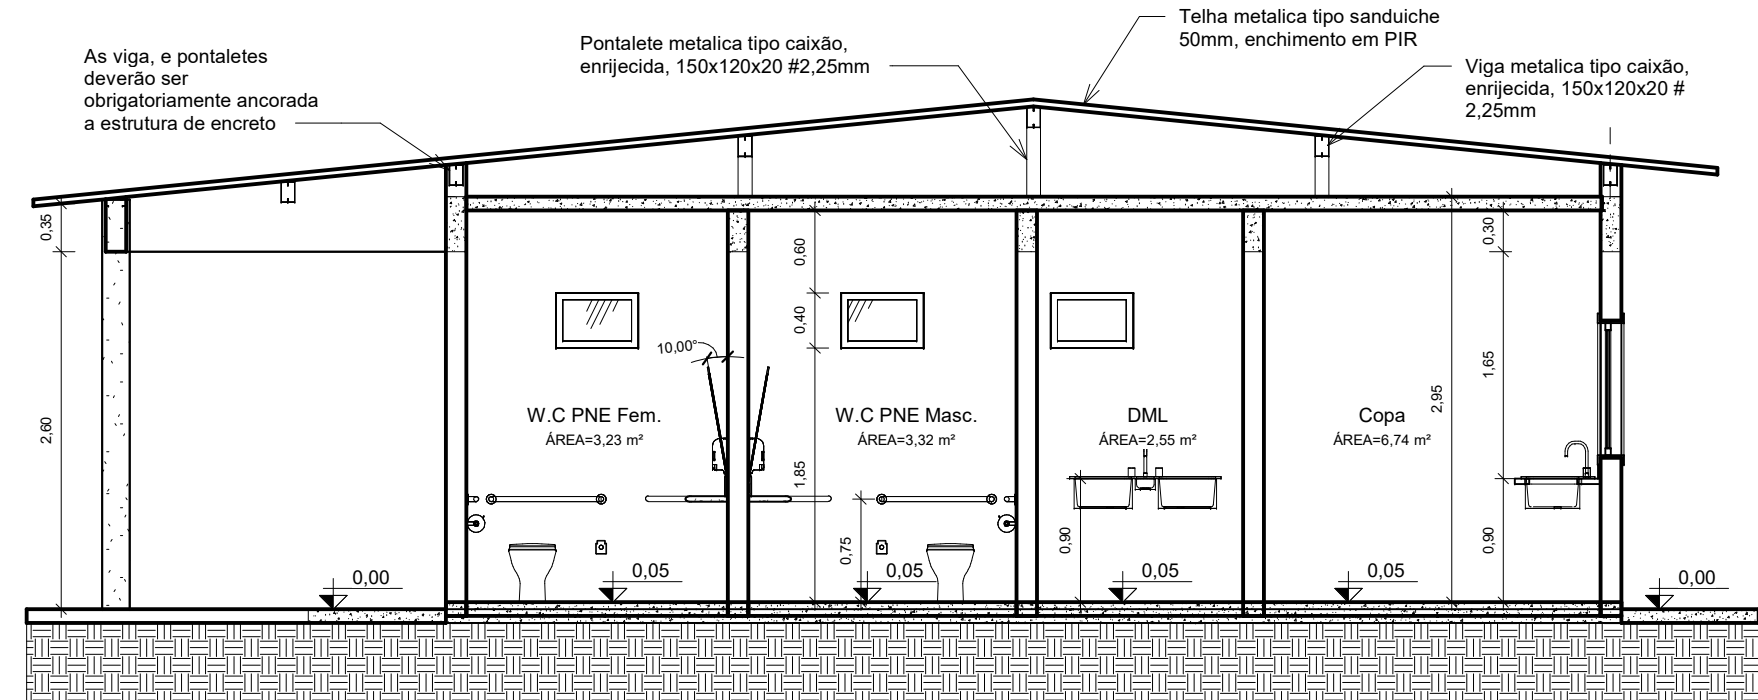 Telha metalica tipo sanduiche
50mm, enchimento em PIR
Pontalete metalica tipo caixão,
enrijecida, 150x120x20 #2,25mm
As viga, e pontaletes
deverão ser
obrigatoriamente ancorada
a estrutura de encreto
Viga metalica tipo caixão,
enrijecida, 150x120x20 #
2,25mm
0,35
2,60
0,60
0,40
1,85
0,75
10,00°
0,30
1,65
2,95
0,90
0,90
W.C PNE Fem.
ÁREA=3,23 m²
W.C PNE Masc.
ÁREA=3,32 m²
DML
ÁREA=2,55 m²
Copa
ÁREA=6,74 m²
0,00
0,05
0,05
0,05
0,05
0,00